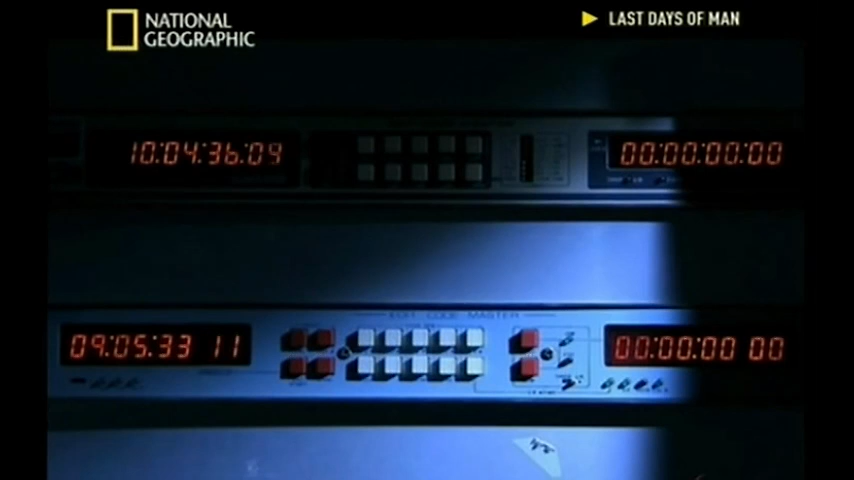 NATIONAL
GEOGRAPHIC
LAST DAYS OF MAN
10:04:36:09
00:00:00:00
EDIT CODE MASTER
09:05:33 11
00:00:00 00